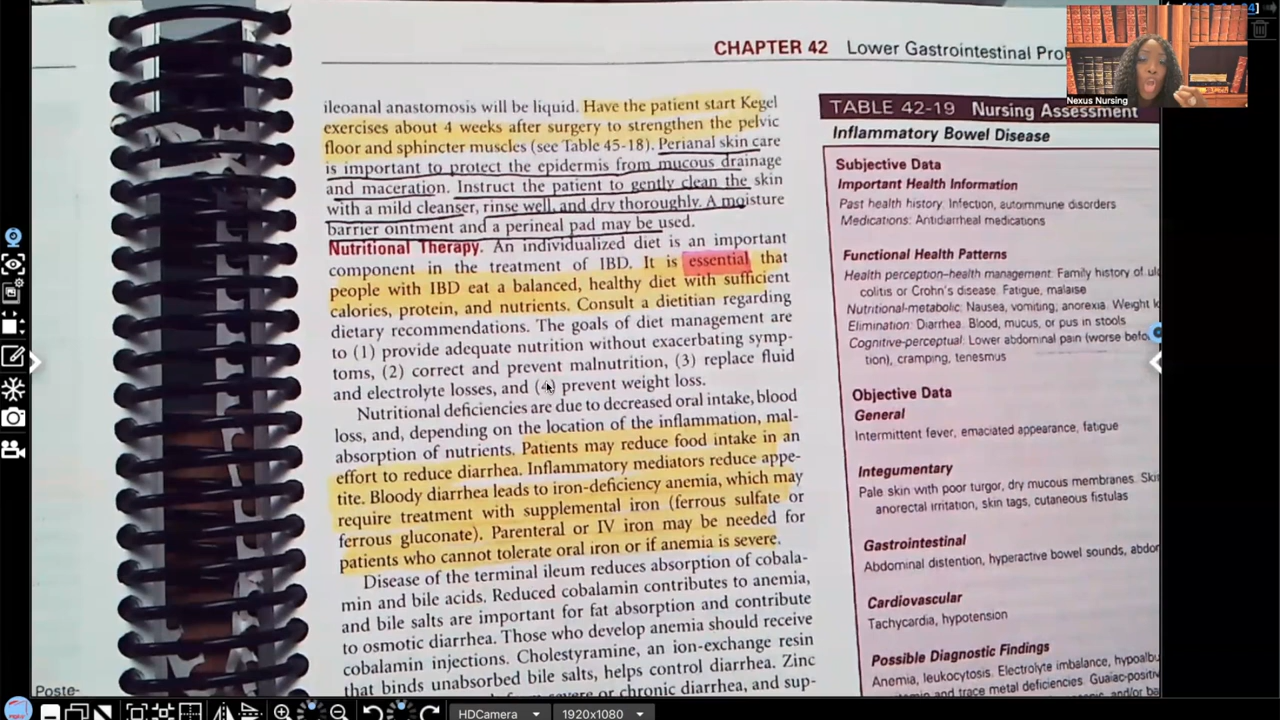 CHAPTER 42 Lower Gastrointestinal
Nexus Nursing
ileoanal anastomosis will be liquid. Have the patient start Kegel
exercises about 4 weeks after surgery to strengthen the pelvic
floor and sphincter muscles (see Table 45-18). Perianal skin care
is important to protect the epidermis from mucous drainage
and maceration. Instruct the patient to gently clean the skin
with a mild cleanser, rinse well, and dry thoroughly. A moisture
barrier ointment and a perineal pad may be used.
Nutritional Therapy. An individualized diet is an important
component in the treatment of IBD. It is essential that
people with IBD eat a balanced, healthy diet with sufficient
calories, protein, and nutrients. Consult a dietitian regarding
dietary recommendations. The goals of diet management are
to (1) provide adequate nutrition without exacerbating symp-
toms, (2) correct and prevent malnutrition, (3) replace fluid
and electrolyte losses, and (4) prevent weight loss.
Nutritional deficiencies are due to decreased oral intake, blood
loss, and, depending on the location of the inflammation, mal-
absorption of nutrients. Patients may reduce food intake in an
effort to reduce diarrhea. Inflammatory mediators reduce appe-
tite. Bloody diarrhea leads to iron-deficiency anemia, which may
require treatment with supplemental iron (ferrous sulfate or
ferrous gluconate). Parenteral or IV iron may be needed for
patients who cannot tolerate oral iron or if anemia is severe.
Disease of the terminal ileum reduces absorption of cobala-
min and bile acids. Reduced cobalamin contributes to anemia,
and bile salts are important for fat absorption and contribute
to osmotic diarrhea. Those who develop anemia should receive
cobalamin injections. Cholestyramine, an ion-exchange resin
that binds unabsorbed bile salts, helps control diarrhea. Zinc
or chronic diarrhea, and sup-
TABLE 42-19 Nursing Assessment
Inflammatory Bowel Disease
Subjective Data
Important Health Information
Past health history: Infection, autoimmune disorders
Medications: Antidiarrheal medications
Functional Health Patterns
Health perception–health management: Family history of
colitis or Crohn's disease. Fatigue, malaise
Nutritional-metabolic: Nausea, vomiting; anorexia. Weight
Elimination: Diarrhea. Blood, mucus, or pus in stools
Cognitive-perceptual: Lower abdominal pain (worse
tion), cramping, tenesmus
Objective Data
General
Intermittent fever, emaciated appearance, fatigue
Integumentary
Pale skin with poor turgor, dry mucous membranes.
anorectal irritation, skin tags, cutaneous fistulas
Gastrointestinal
Abdominal distention, hyperactive bowel sounds,
Cardiovascular
Tachycardia, hypotension
Possible Diagnostic Findings
Anemia, leukocytosis. Electrolyte imbalance,
and trace metal deficiencies.
and/or
Poste-
HDCamera
1920x1080